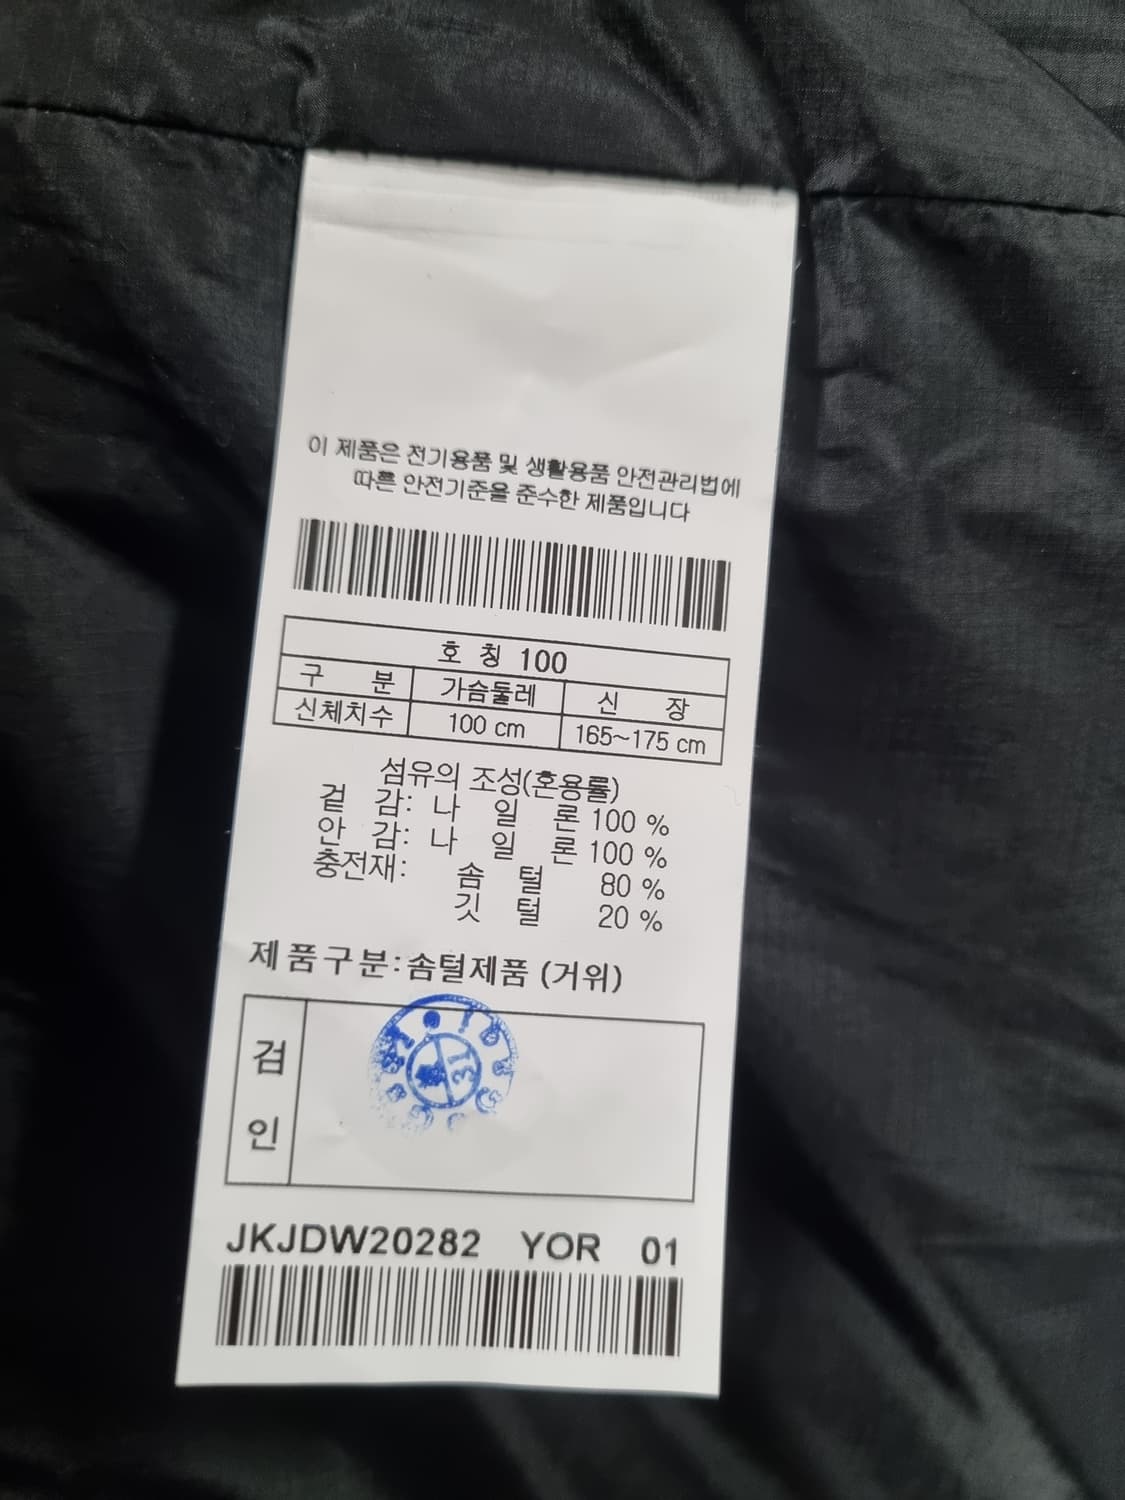 이 제품은 전기용품 및 생활용품 안전관리법에
따른 안전기준을 준수한 제품입니다
호 칭 100
구 분 가슴둘레 신 장
신체치수 100 cm 165~175 cm
섬유의 조성(혼용률)
겉 감: 나 일 론 100 %
안 감: 나 일 론 100 %
충전재: 솜 털 80 %
깃 털 20 %
제품구분:솜털제품 (거위)
검
인
31
JKJDW20282 YOR 01